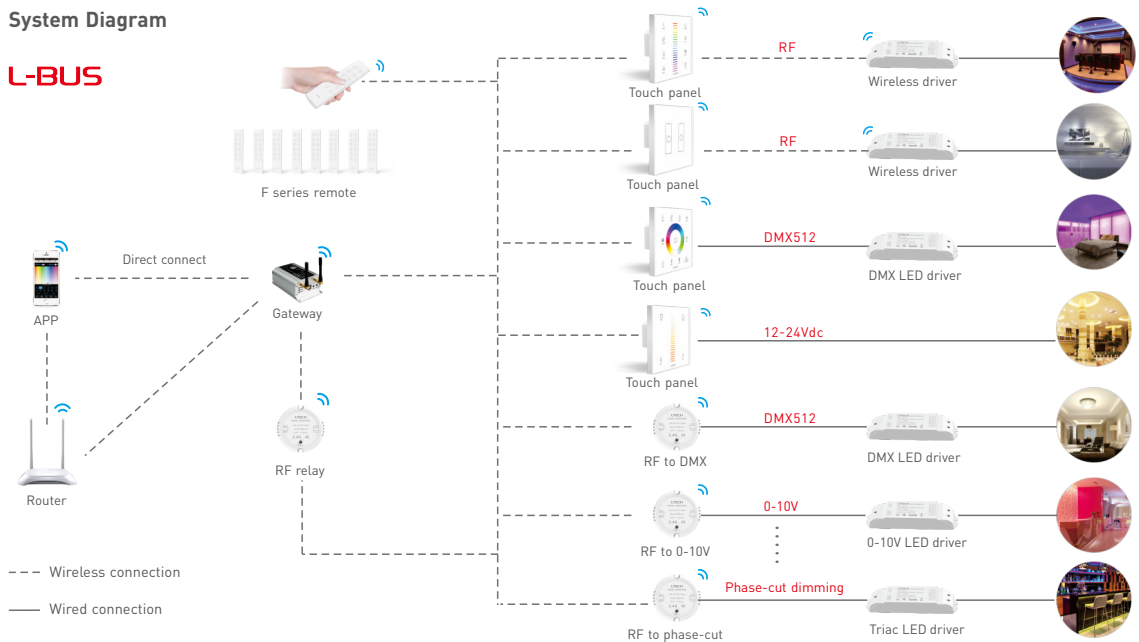 System Diagram
L-BUS
F series remote
APP
Direct connect
Gateway
Router
RF relay
Wireless connection
Wired connection
Touch panel
RF
Wireless driver
Touch panel
RF
Wireless driver
Touch panel
DMX512
DMX LED driver
Touch panel
12-24Vdc
RF to DMX
DMX512
DMX LED driver
RF to 0-10V
0-10V
0-10V LED driver
RF to phase-cut
Phase-cut dimming
Triac LED driver